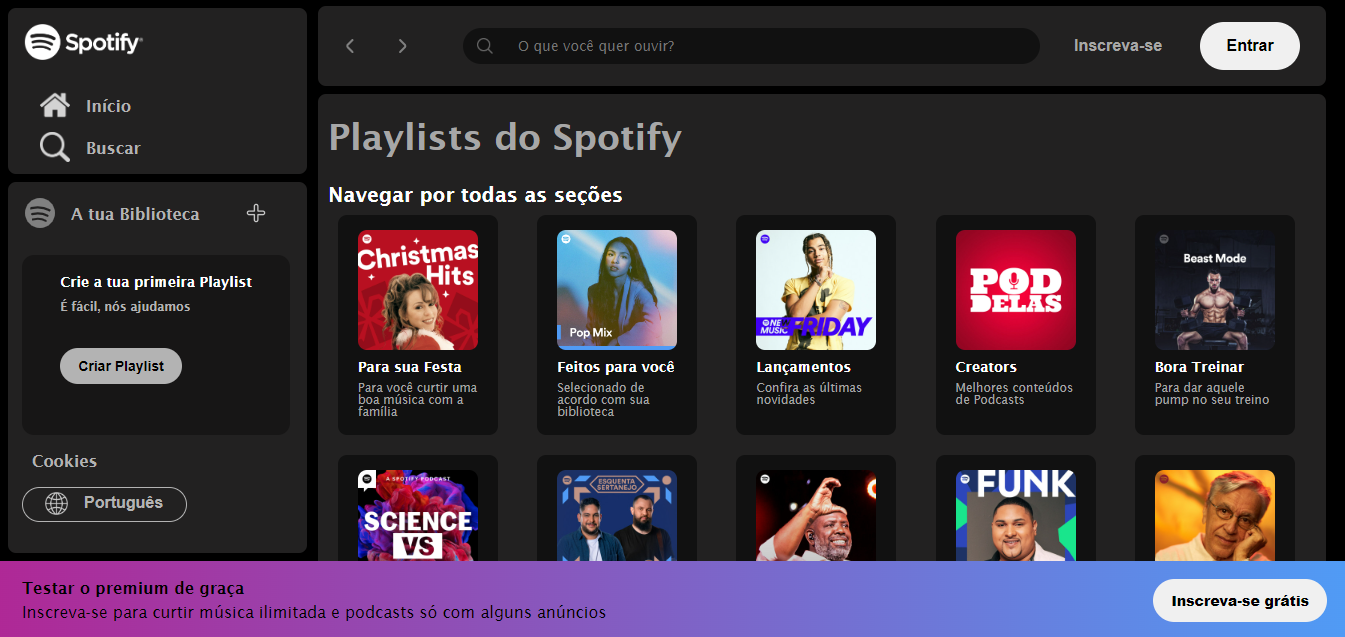 Spotify
Início
Buscar
A tua Biblioteca
Crie a tua primeira Playlist
É fácil, nós ajudamos
Criar Playlist
Cookies
Português
O que você quer ouvir?
Inscreva-se
Entrar
Playlists do Spotify
Navegar por todas as seções
Christmas
Hits
Para sua Festa
Para você curtir uma
boa música com a
família
Pop Mix
Feitos para você
Selecionado de
acordo com sua
biblioteca
FRIDAY
Lançamentos
Confira as últimas
novidades
POD
DELAS
Creators
Melhores conteúdos
de Podcasts
Beast Mode
Bora Treinar
Para dar aquele
pump no seu treino
A SPOTIFY PODCAST
SCIENCE
VS
ESQUENTA
SERTANEJO
FUNK
Testar o premium de graça
Inscreva-se para curtir música ilimitada e podcasts só com alguns anúncios
Inscreva-se grátis